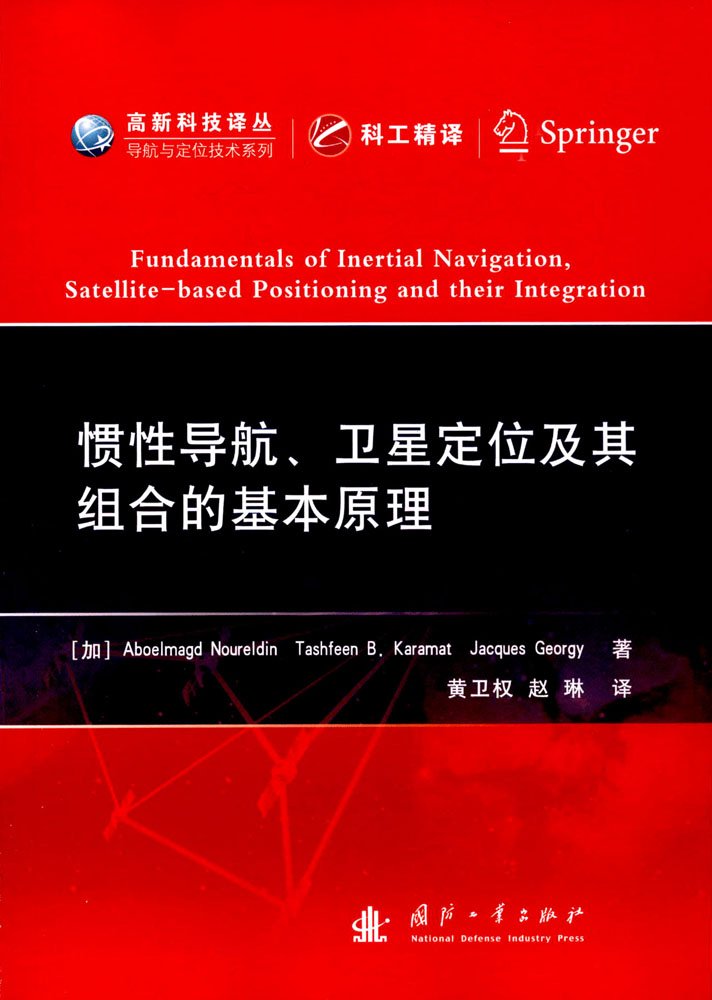 高新科技译丛
导航与定位技术系列
科工精译
Springer
Fundamentals of Inertial Navigation,
Satellite-based Positioning and their Integration
惯性导航、卫星定位及其
组合的基本原理
[加] Aboelmagd Noureldin Tashfeen B. Karamat Jacques Georgy 著
黄卫权 赵 琳 译
国防工业出版社
National Defense Industry Press